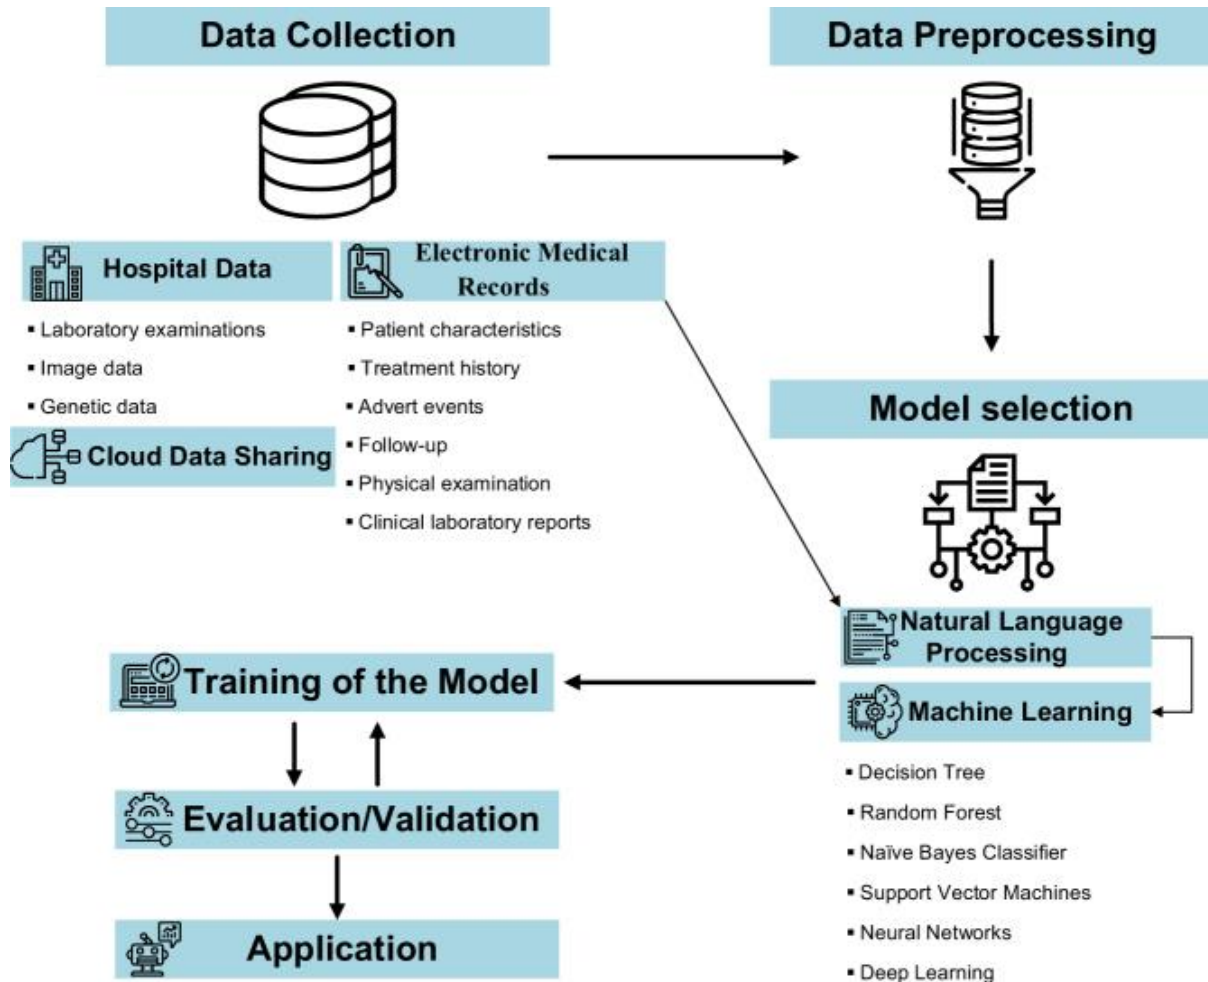 Data Collection
Data Preprocessing
Hospital Data
▪ Laboratory examinations
▪ Image data
▪ Genetic data
Cloud Data Sharing
Electronic Medical
Records
▪ Patient characteristics
▪ Treatment history
▪ Advert events
▪ Follow-up
▪ Physical examination
▪ Clinical laboratory reports
Model selection
Natural Language
Processing
Machine Learning
▪ Decision Tree
▪ Random Forest
▪ Naïve Bayes Classifier
▪ Support Vector Machines
▪ Neural Networks
▪ Deep Learning
Training of the Model
Evaluation/Validation
Application